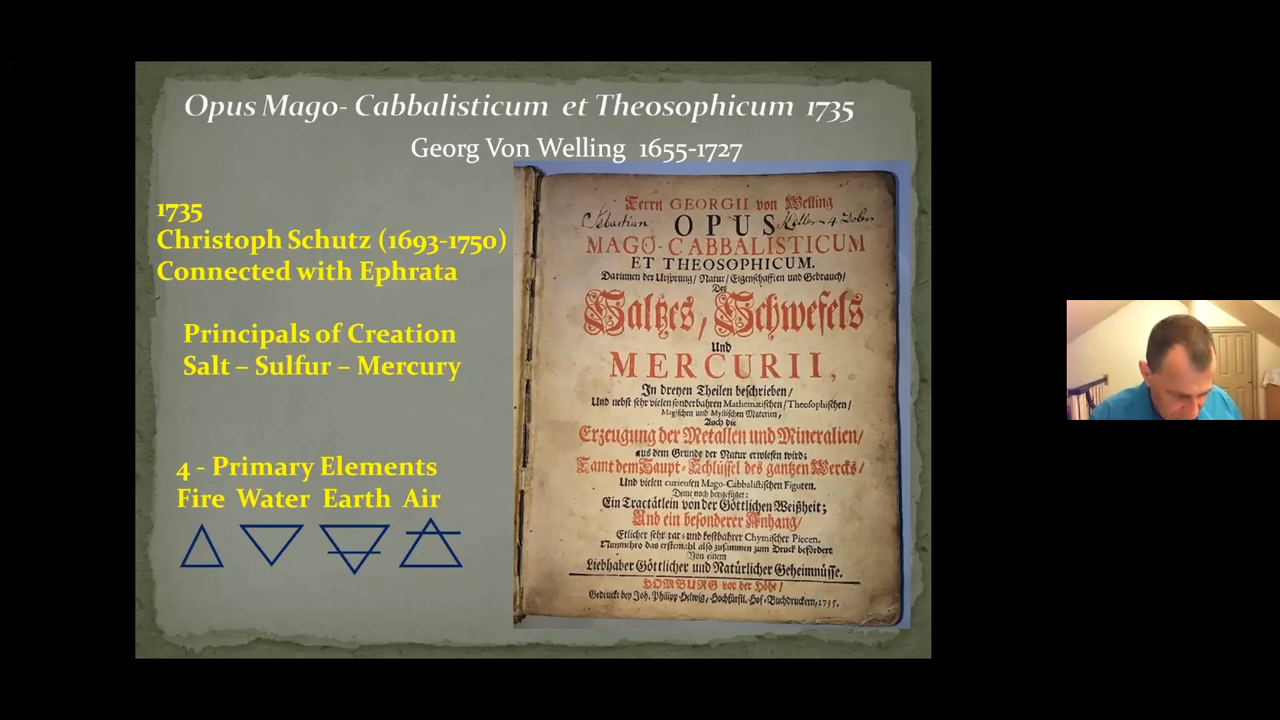 Opus Mago- Cabbalisticum et Theosophicum 1735
Georg Von Welling 1655-1727
1735
Christoph Schutz (1693-1750)
Connected with Ephrata
Principals of Creation
Salt – Sulfur – Mercury
4 - Primary Elements
Fire Water Earth Air
Herrn GEORGII von Welling
Sebastian
OPUS
MAGO-CABBALISTICUM
ET THEOSOPHICUM.
Darinnen der Ursprung/ Natur/ Eigenschafften und Gebrauch/
Des
Saltzes, Schwefels
Und
MERCURII,
In dreyen Theilen beschrieben/
Und nebst sehr vielen sonderbahren Mathematischen/ Theosophischen/
Magischen und Mystischen Materien,
Auch die
Erzeugung der Metallen und Mineralien/
aus dem Grunde der Natur erwiesen wird;
Samt dem Haupt-Schlüssel des gantzen Wercks/
Und vielen curieusen Mago-Cabbalistischen Figuren.
Deme noch beygefüget:
Ein Tractätlein von der Göttlichen Weißheit;
Und ein besonderer Anhang/
Etlicher sehr rar- und kostbahrer Chymischer Piecen.
Nunmehro das erstemahl also zusammen zum Druck befördert
Von einem
Liebhaber Göttlicher und Natürlicher Geheimnüsse.
HOMBURG vor der Höhe/
Gedruckt bey Joh. Philipp Helwig, Hochfürstl. Hof-Buchdruckern, 1735.